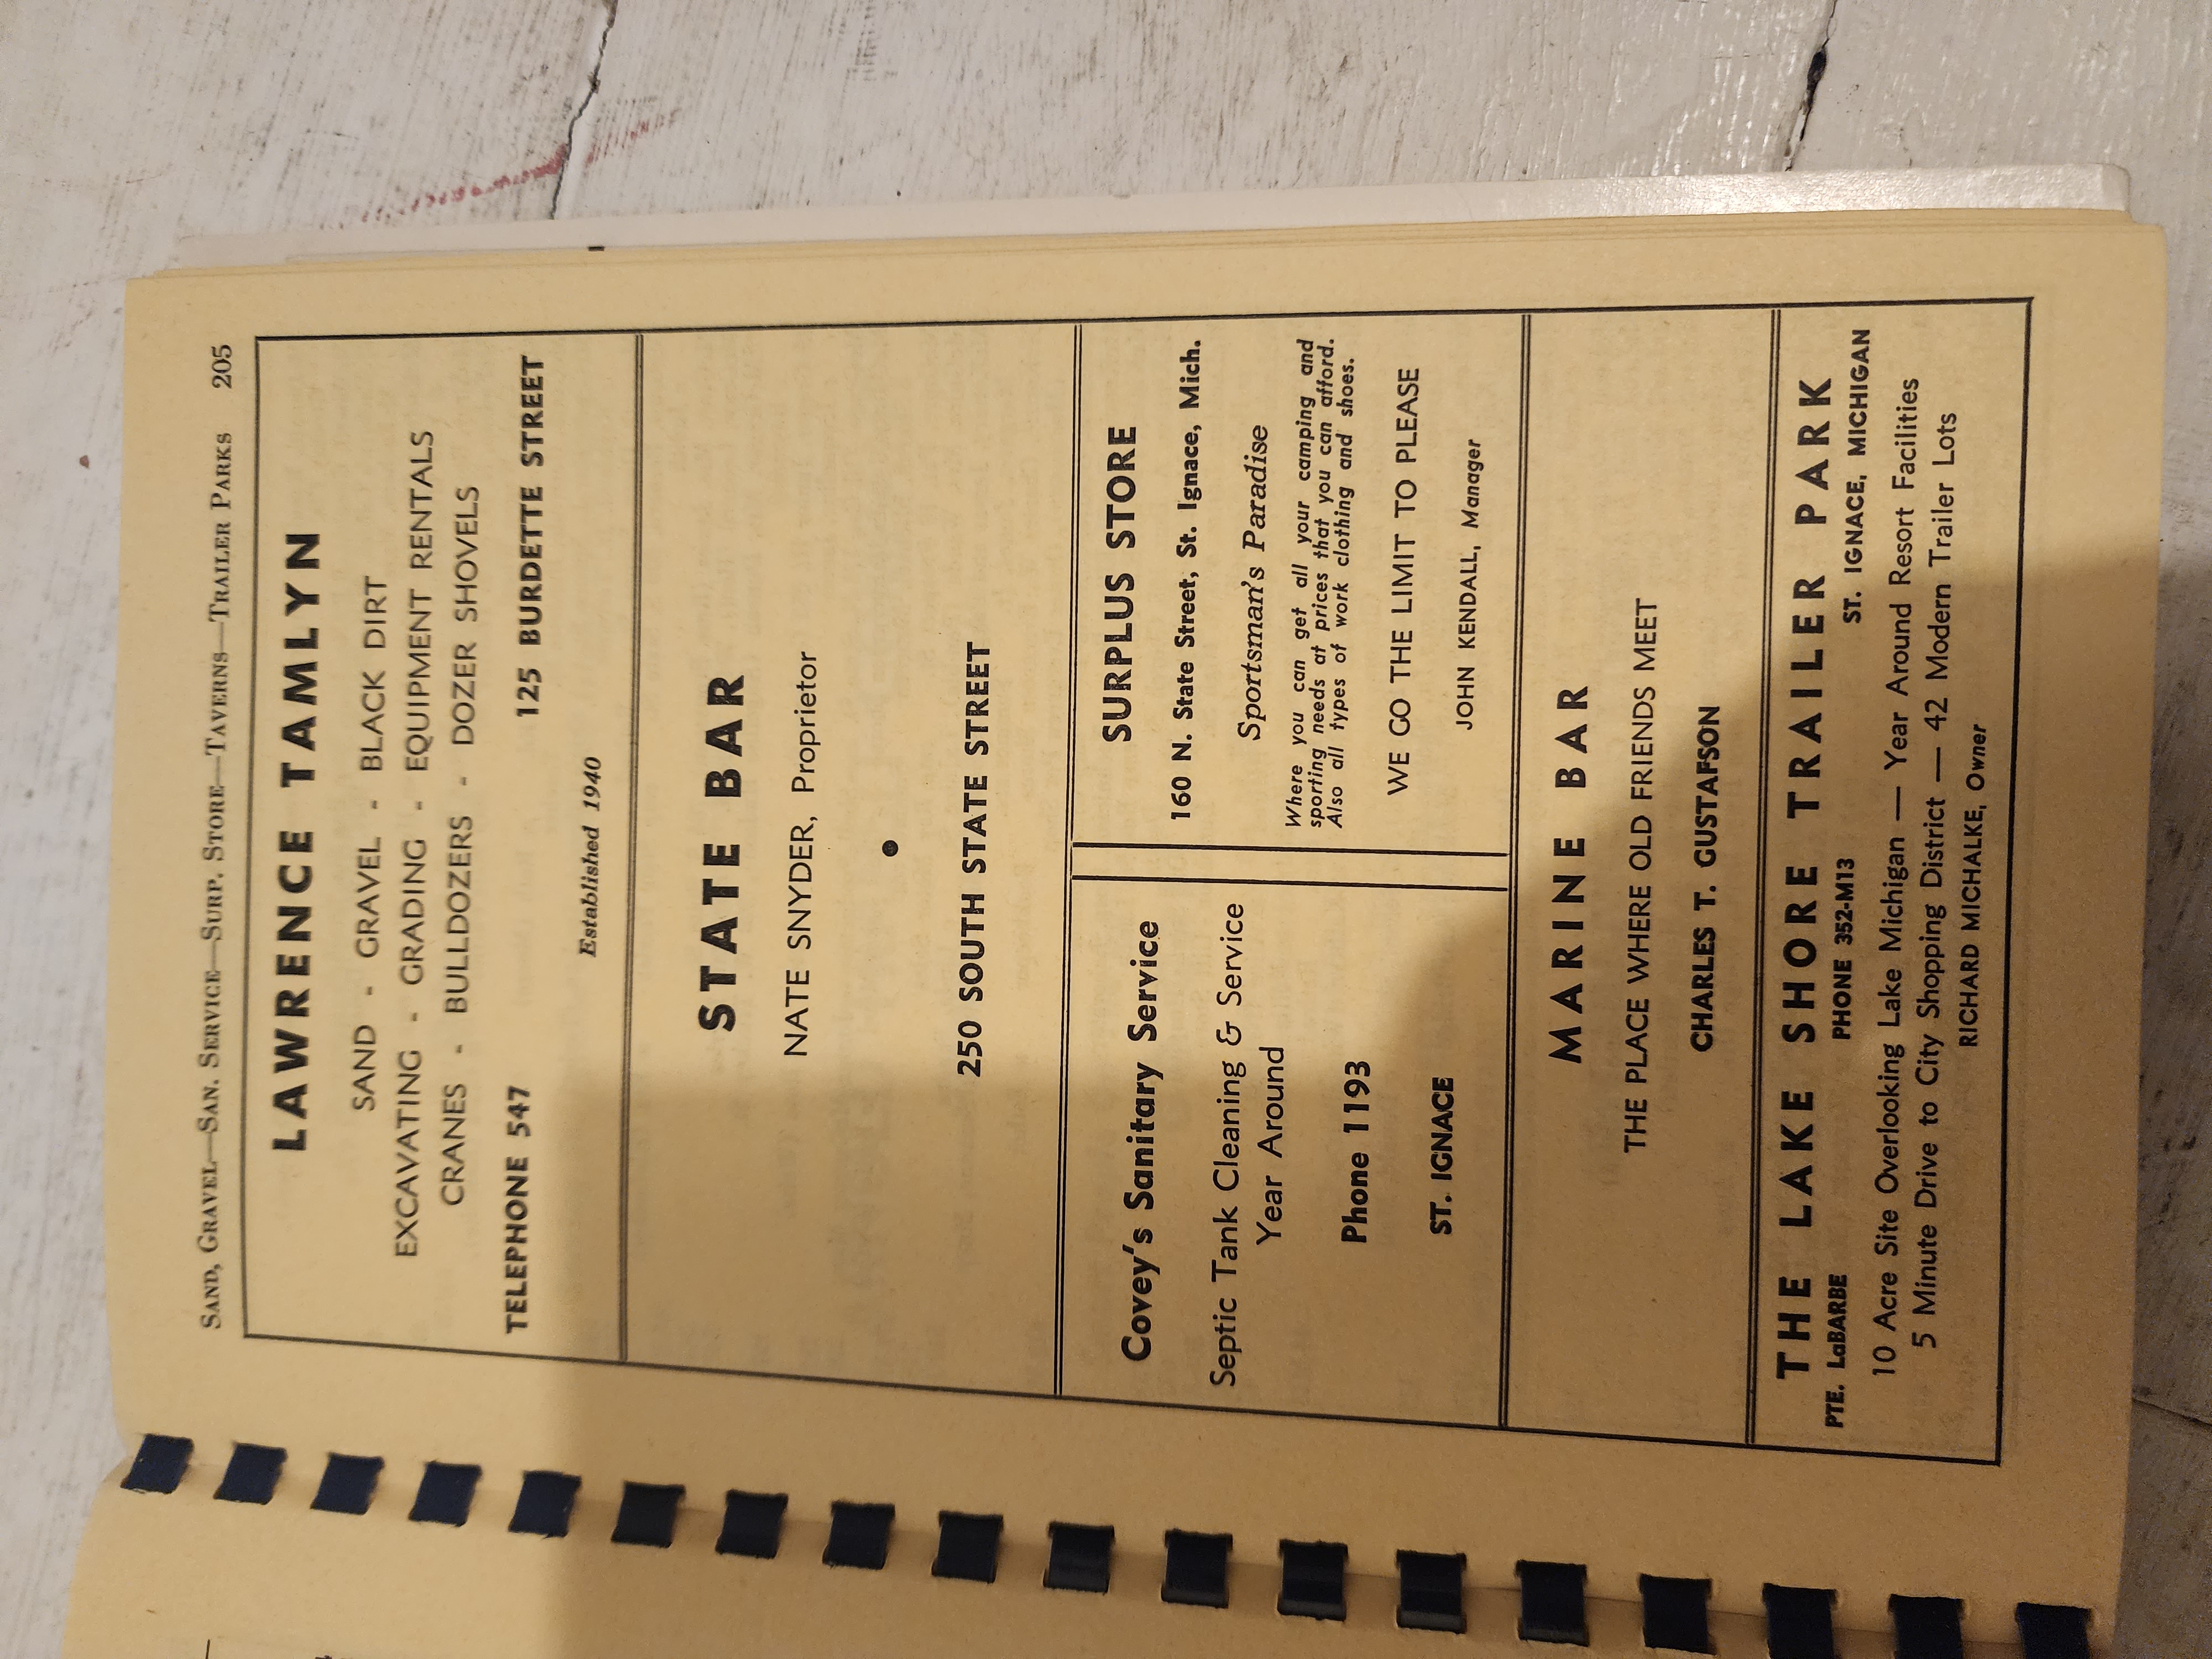 SAND, GRAVEL—SAN. SERVICE—SURP. STORE—TAVERNS—TRAILER PARKS 205
LAWRENCE TAMLYN
SAND - GRAVEL - BLACK DIRT
EXCAVATING - GRADING - EQUIPMENT RENTALS
CRANES - BULLDOZERS - DOZER SHOVELS
TELEPHONE 547 125 BURDETTE STREET
Established 1940
STATE BAR
NATE SNYDER, Proprietor
•
250 SOUTH STATE STREET
Covey's Sanitary Service
Septic Tank Cleaning & Service
Year Around
Phone 1193
ST. IGNACE
SURPLUS STORE
160 N. State Street, St. Ignace, Mich.
Sportsman's Paradise
Where you can get all your camping and
sporting needs at prices that you can afford.
Also all types of work clothing and shoes.
WE GO THE LIMIT TO PLEASE
JOHN KENDALL, Manager
MARINE BAR
THE PLACE WHERE OLD FRIENDS MEET
CHARLES T. GUSTAFSON
THE LAKE SHORE TRAILER PARK
PTE. LaBARBE PHONE 352-M13 ST. IGNACE, MICHIGAN
10 Acre Site Overlooking Lake Michigan — Year Around Resort Facilities
5 Minute Drive to City Shopping District — 42 Modern Trailer Lots
RICHARD MICHALKE, Owner